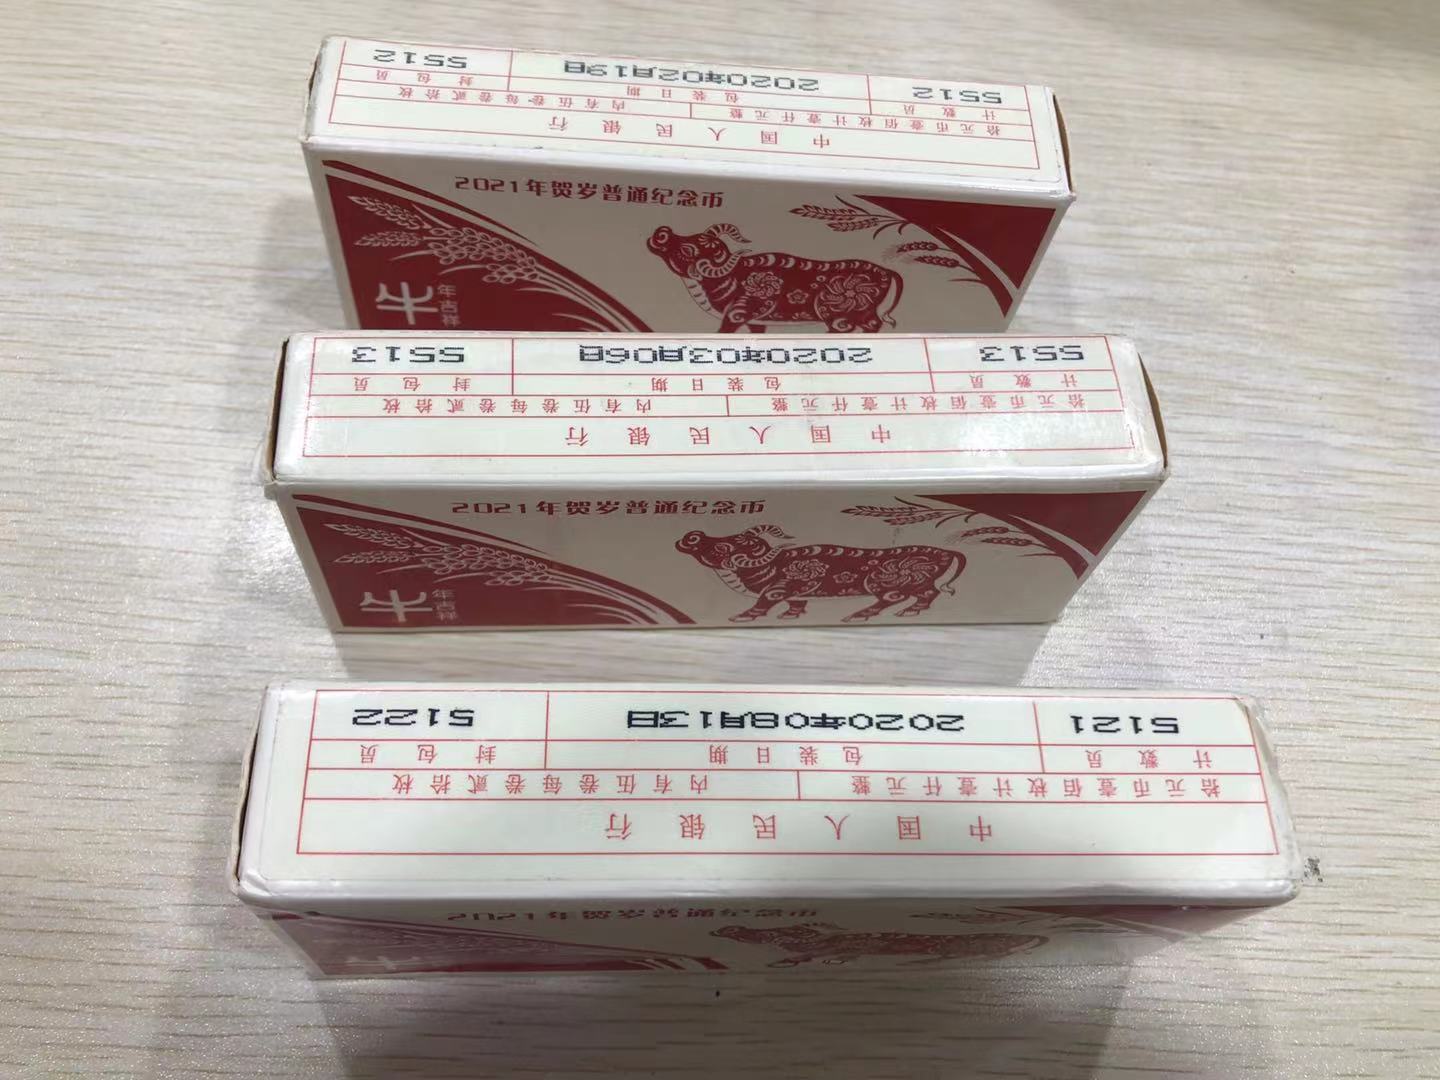 中国人民银行
拾元币壹佰枚计壹仟元整 内有伍卷每卷贰拾枚
计数员 包装日期 封包员
5512 2020年02月19日 5512
2021年贺岁普通纪念币
牛年吉祥
中国人民银行
拾元币壹佰枚计壹仟元整 内有伍卷每卷贰拾枚
计数员 包装日期 封包员
5513 2020年03月06日 5513
2021年贺岁普通纪念币
牛年吉祥
中国人民银行
拾元币壹佰枚计壹仟元整 内有伍卷每卷贰拾枚
计数员 包装日期 封包员
5121 2020年08月13日 5122
2021年贺岁普通纪念币